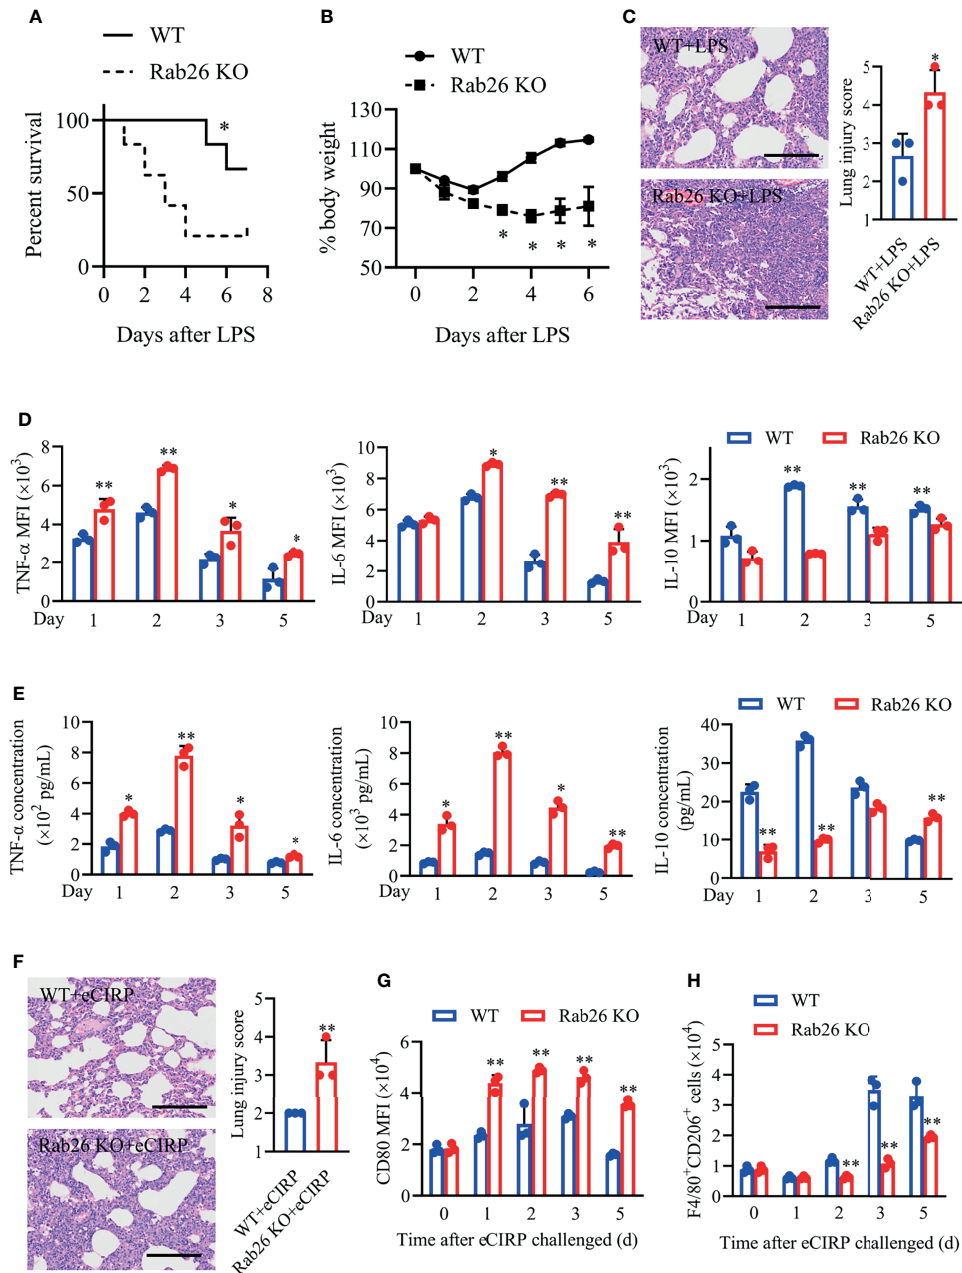 A
WT
Rab26 KO
Percent survival
100
50
0
*
0 2 4 6 8
Days after LPS
B
WT
Rab26 KO
% body weight
130
110
90
70
50
* * * *
0 2 4 6
Days after LPS
C
WT+LPS
Rab26 KO+LPS
Lung injury score
5
4
3
2
1
*
WT+LPS
Rab26 KO+LPS
D
TNF-α MFI (×10³)
8
6
4
2
0
** ** * *
Day 1 2 3 5
IL-6 MFI (×10³)
10
8
6
4
2
0
* ** **
1 2 3 5
WT Rab26 KO
IL-10 MFI (×10³)
2
1
0
** ** **
Day 1 2 3 5
E
TNF-α concentration
(×10² pg/mL)
10
8
6
4
2
0
* ** * *
Day 1 2 3 5
IL-6 concentration
(×10³ pg/mL)
10
8
6
4
2
0
* ** * **
Day 1 2 3 5
WT Rab26 KO
IL-10 concentration
(pg/mL)
40
30
20
10
0
** ** **
Day 1 2 3 5
F
WT+eCIRP
Rab26 KO+eCIRP
Lung injury score
5
4
3
2
1
**
WT+eCIRP
Rab26 KO+eCIRP
G
WT Rab26 KO
CD80 MFI (×10⁴)
6
4
2
0
** ** ** **
0 1 2 3 5
Time after eCIRP challenged (d)
H
WT
Rab26 KO
F4/80⁺CD206⁺ cells (×10⁴)
5
4
3
2
1
0
** ** **
0 1 2 3 5
Time after eCIRP challenged (d)